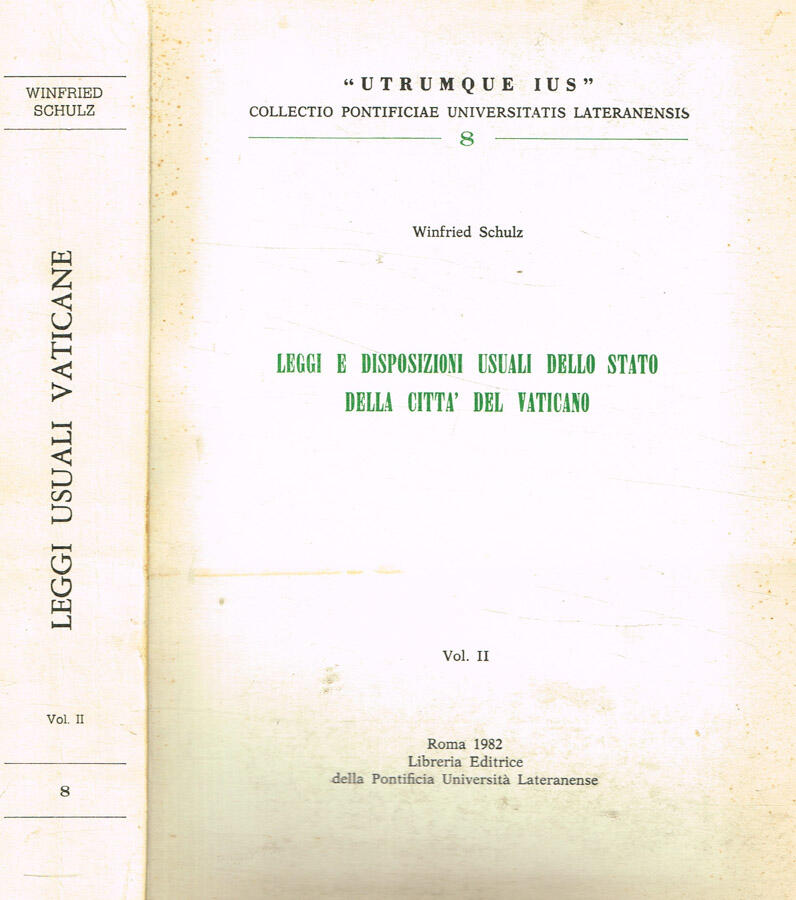 WINFRIED
SCHULZ
LEGGI USUALI VATICANE
Vol. II
8
“UTRUMQUE IUS”
COLLECTIO PONTIFICIAE UNIVERSITATIS LATERANENSIS
8
Winfried Schulz
LEGGI E DISPOSIZIONI USUALI DELLO STATO
DELLA CITTA' DEL VATICANO
Vol. II
Roma 1982
Libreria Editrice
della Pontificia Università Lateranense